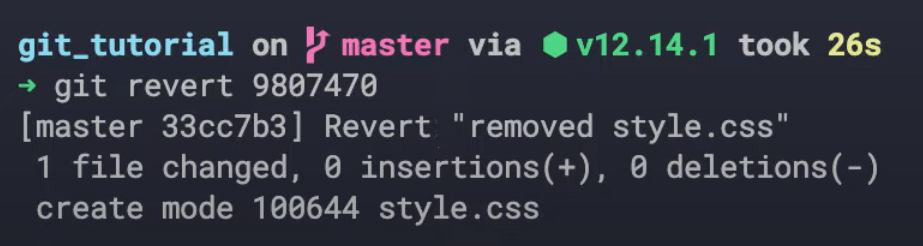 git_tutorial on master via v12.14.1 took 26s
→ git revert 9807470
[master 33cc7b3] Revert "removed style.css"
1 file changed, 0 insertions(+), 0 deletions(-)
create mode 100644 style.css